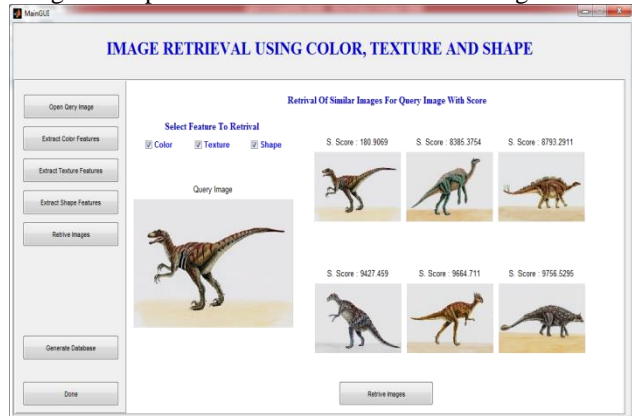 MainGUI
IMAGE RETRIEVAL USING COLOR, TEXTURE AND SHAPE
Open Qery Image
Extract Color Features
Extract Texture Features
Extract Shape Features
Retrive Images
Generate Database
Done
Retrival Of Similar Images For Query Image With Score
Select Feature To Retrival
Color Texture Shape
Query Image
S. Score : 180.9069 S. Score : 8385.3754 S. Score : 8793.2911
S. Score : 9427.459 S. Score : 9664.711 S. Score : 9756.5295
Retrive Images